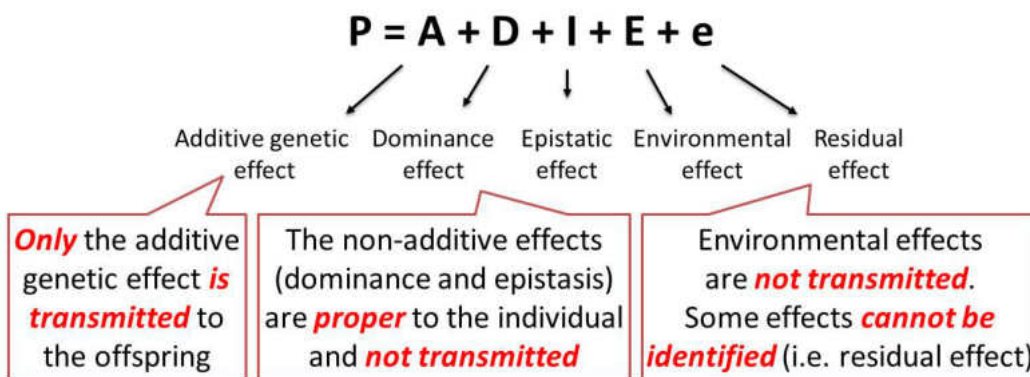 P = A + D + I + E + e
Additive genetic effect
Dominance effect
Epistatic effect
Environmental effect
Residual effect
Only the additive
genetic effect is
transmitted to
the offspring
The non-additive effects
(dominance and epistasis)
are proper to the individual
and not transmitted
Environmental effects
are not transmitted.
Some effects cannot be
identified (i.e. residual effect)